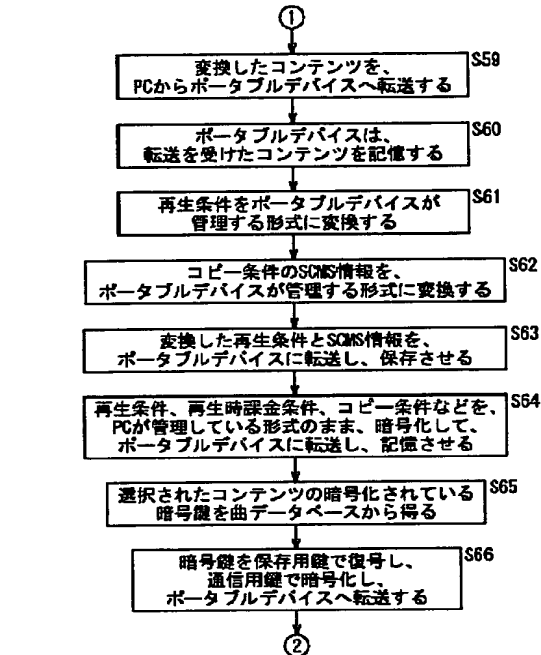 ①
変換したコンテンツを、 S59
PCからポータブルデバイスへ転送する
ポータブルデバイスは、 S60
転送を受けたコンテンツを記憶する
再生条件をポータブルデバイスが S61
管理する形式に変換する
コピー条件のSCMS情報を、 S62
ポータブルデバイスが管理する形式に変換する
変換した再生条件とSCMS情報を、 S63
ポータブルデバイスに転送し、保存させる
再生条件、再生時課金条件、コピー条件などを、 S64
PCが管理している形式のまま、暗号化して、
ポータブルデバイスに転送し、記憶させる
選択されたコンテンツの暗号化されている S65
暗号鍵を曲データベースから得る
暗号鍵を保存用鍵で復号し、 S66
通信用鍵で暗号化し、
ポータブルデバイスへ転送する
②